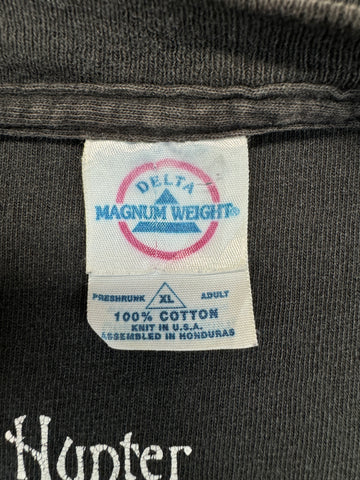 DELTA
MAGNUM WEIGHT®
PRESHRUNK XL ADULT
100% COTTON
KNIT IN U.S.A.
ASSEMBLED IN HONDURAS
Hunter